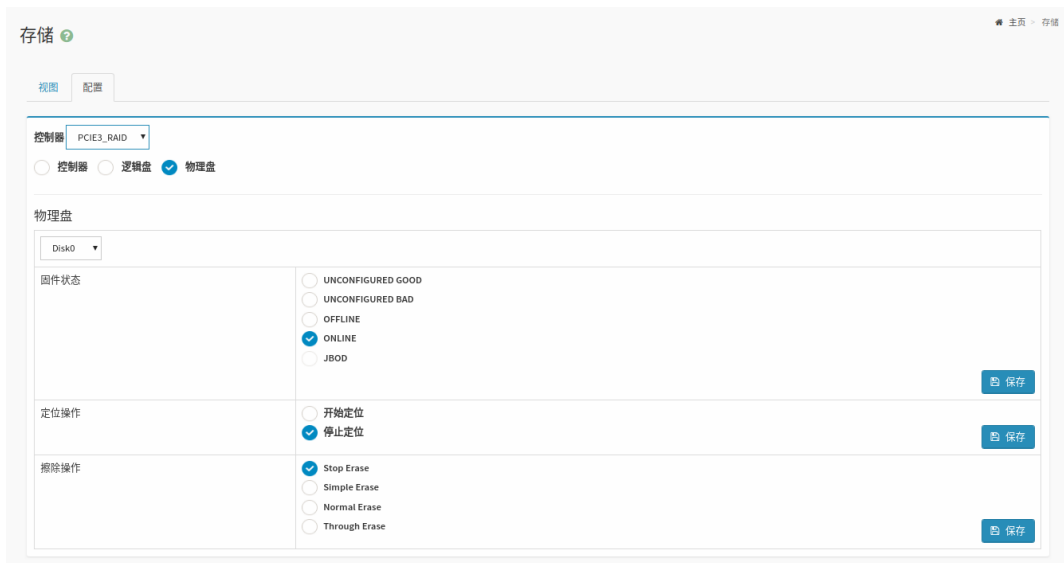 存储
主页 > 存储
视图 配置
控制器 PCIE3_RAID
控制器 逻辑盘 物理盘
物理盘
Disk0
固件状态
UNCONFIGURED GOOD
UNCONFIGURED BAD
OFFLINE
ONLINE
JBOD
保存
定位操作
开始定位
停止定位
保存
擦除操作
Stop Erase
Simple Erase
Normal Erase
Through Erase
保存